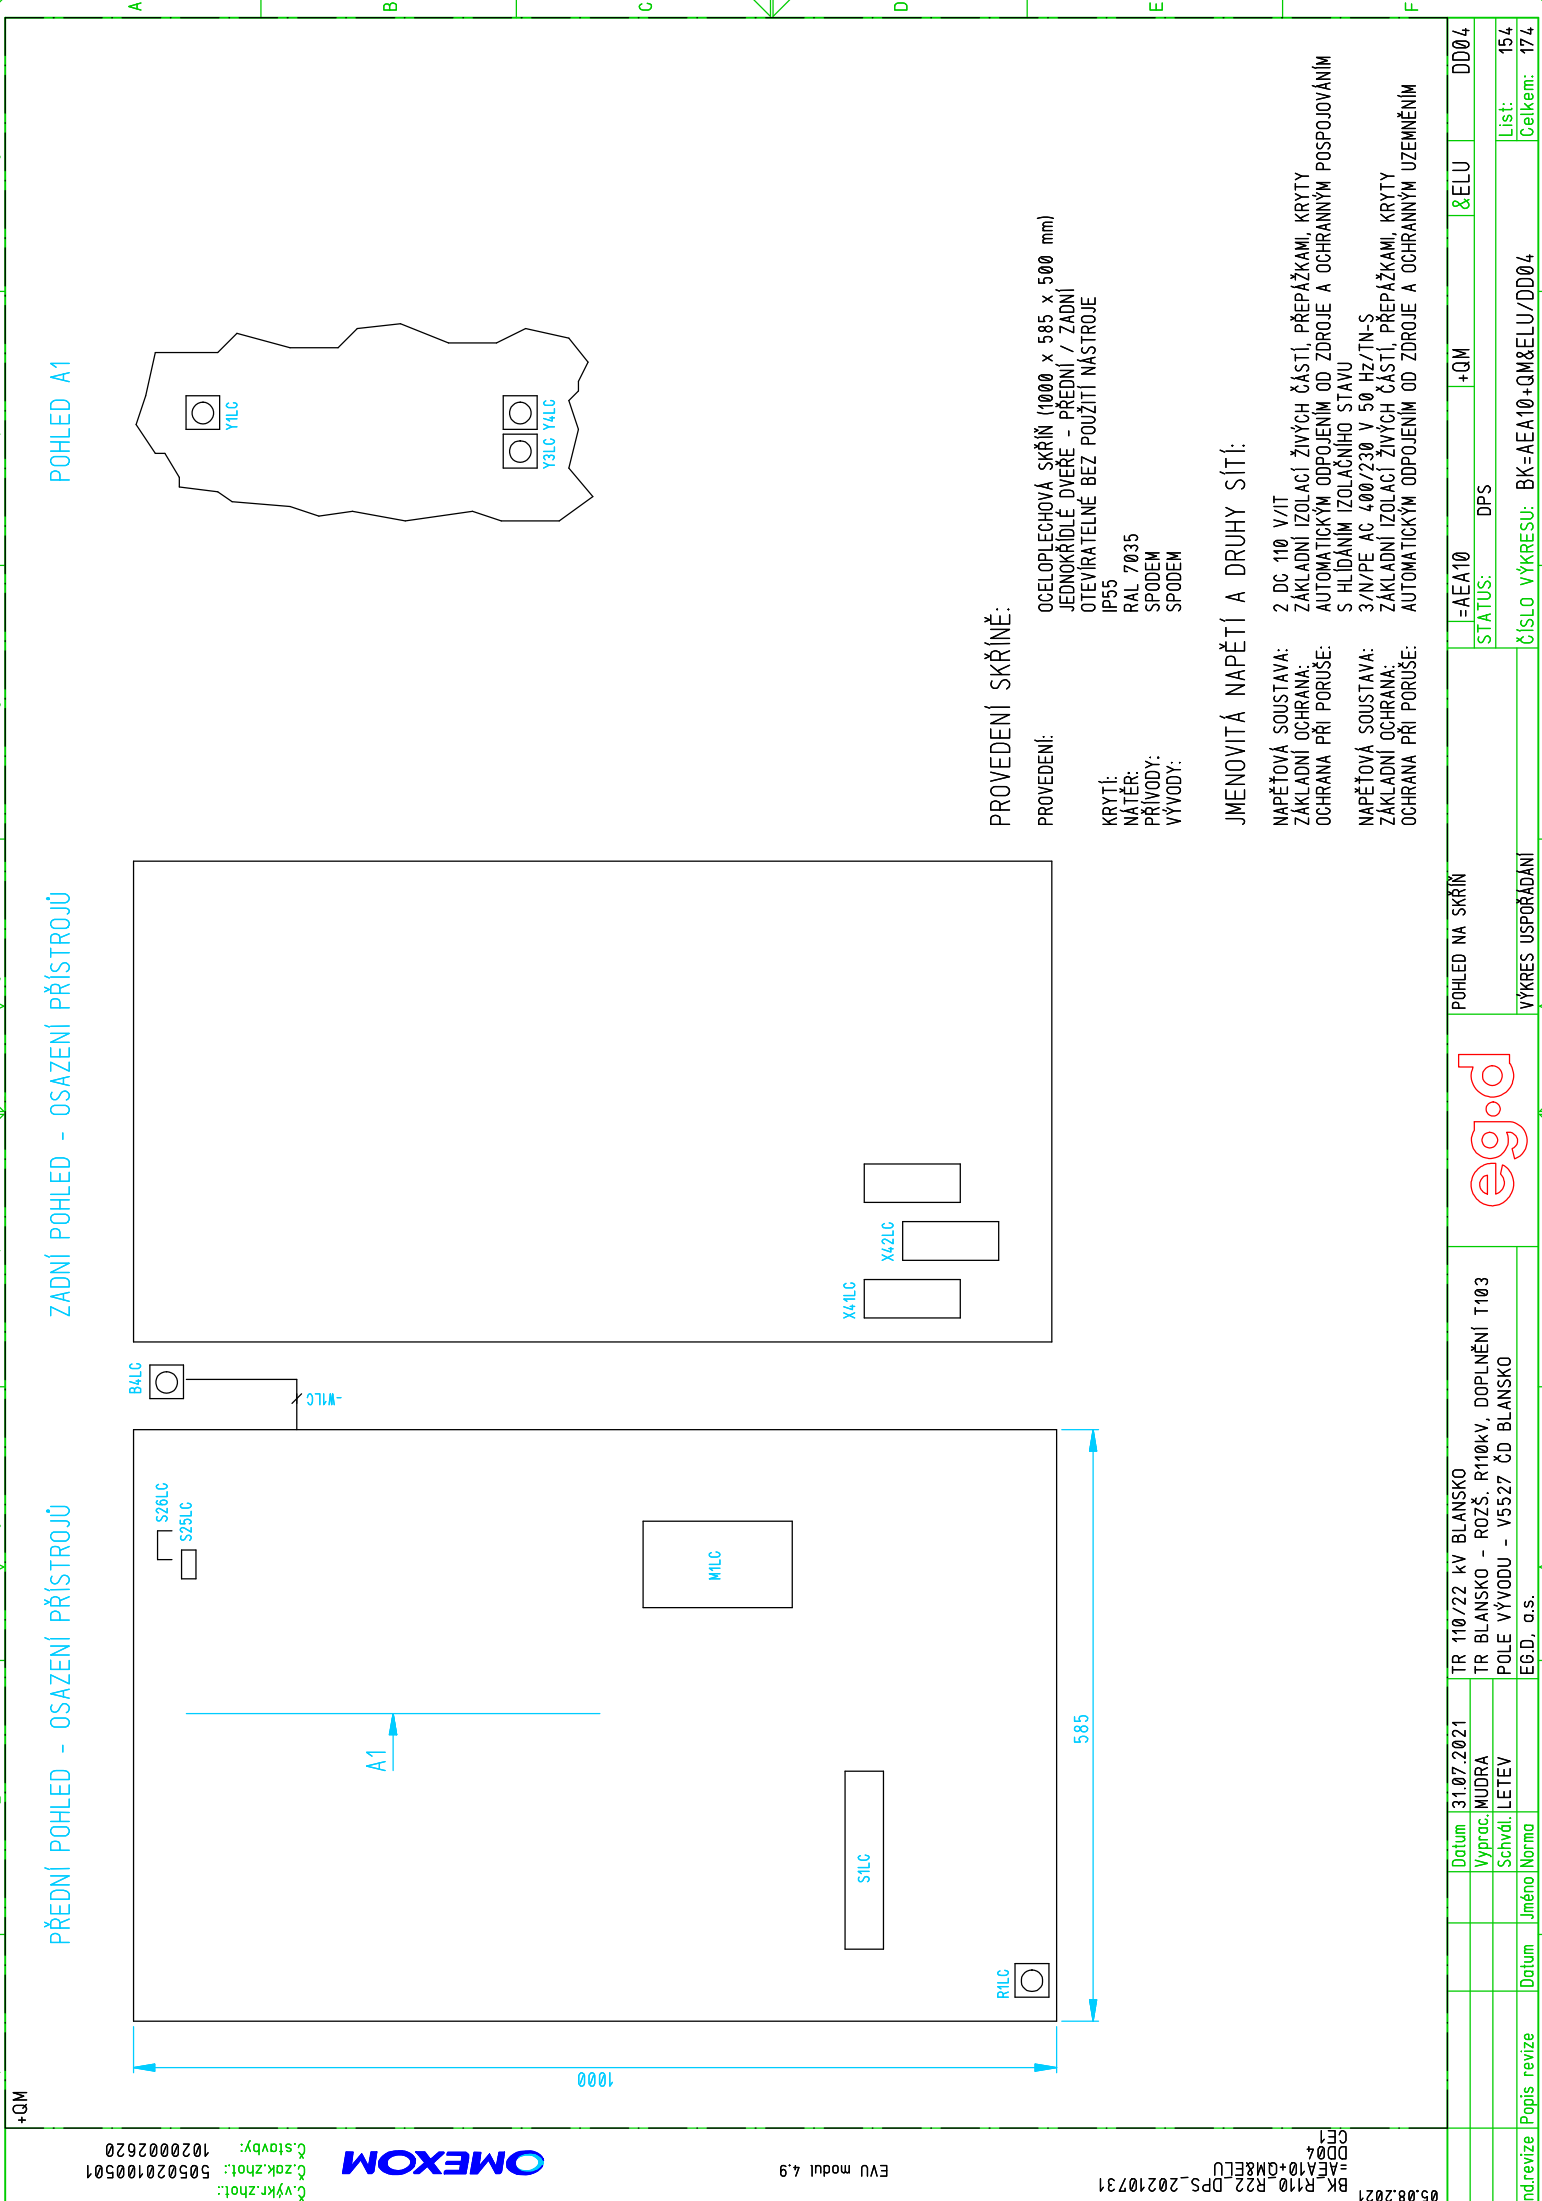 +QM
PŘEDNÍ POHLED - OSAZENÍ PŘÍSTROJŮ
ZADNÍ POHLED - OSAZENÍ PŘÍSTROJŮ
POHLED A1
A
B
C
D
E
F
S26LC
S25LC
B4LC
-W1LC
A1
M1LC
S1LC
R1LC
1000
585
X41LC
X42LC
Y1LC
Y3LC Y4LC
PROVEDENÍ SKŘÍNĚ:
PROVEDENÍ: OCELOPLECHOVÁ SKŘÍŇ (1000 x 585 x 500 mm)
JEDNOKŘÍDLÉ DVEŘE - PŘEDNÍ / ZADNÍ
OTEVÍRATELNÉ BEZ POUŽITÍ NÁSTROJE
KRYTÍ: IP55
NÁTĚR: RAL 7035
PŘÍVODY: SPODEM
VÝVODY: SPODEM
JMENOVITÁ NAPĚTÍ A DRUHY SÍTÍ:
NAPĚŤOVÁ SOUSTAVA: 2 DC 110 V/IT
ZÁKLADNÍ OCHRANA: ZÁKLADNÍ IZOLACÍ ŽIVÝCH ČÁSTÍ, PŘEPÁŽKAMI, KRYTY
OCHRANA PŘI PORUŠE: AUTOMATICKÝM ODPOJENÍM OD ZDROJE A OCHRANNÝM POSPOJOVÁNÍM
S HLÍDÁNÍM IZOLAČNÍHO STAVU
NAPĚŤOVÁ SOUSTAVA: 3/N/PE AC 400/230 V 50 Hz/TN-S
ZÁKLADNÍ OCHRANA: ZÁKLADNÍ IZOLACÍ ŽIVÝCH ČÁSTÍ, PŘEPÁŽKAMI, KRYTY
OCHRANA PŘI PORUŠE: AUTOMATICKÝM ODPOJENÍM OD ZDROJE A OCHRANNÝM UZEMNĚNÍM
Č.výkr.zhot.:
Č.zak.zhot.: 505020100501
Č.stavby: 1020002620
OMEXOM
EVU modul 4.9
BK_R110_R22_DPS_20210731
=AEA10+QM&ELU
DD04
CE1
05.08.2021
nd.revize Popis revize Datum Jméno Norma
Datum 31.07.2021
Vyprac. MUDRA
Schvál. LETEV
TR 110/22 kV BLANSKO
TR BLANSKO - ROZŠ. R110kV, DOPLNĚNÍ T103
POLE VÝVODU - V5527 ČD BLANSKO
EG.D, a.s.
eg·d
POHLED NA SKŘÍŇ
VÝKRES USPOŘÁDÁNÍ
=AEA10 +QM &ELU DD04
STATUS: DPS
ČÍSLO VÝKRESU: BK=AEA10+QM&ELU/DD04
List: 154
Celkem: 174